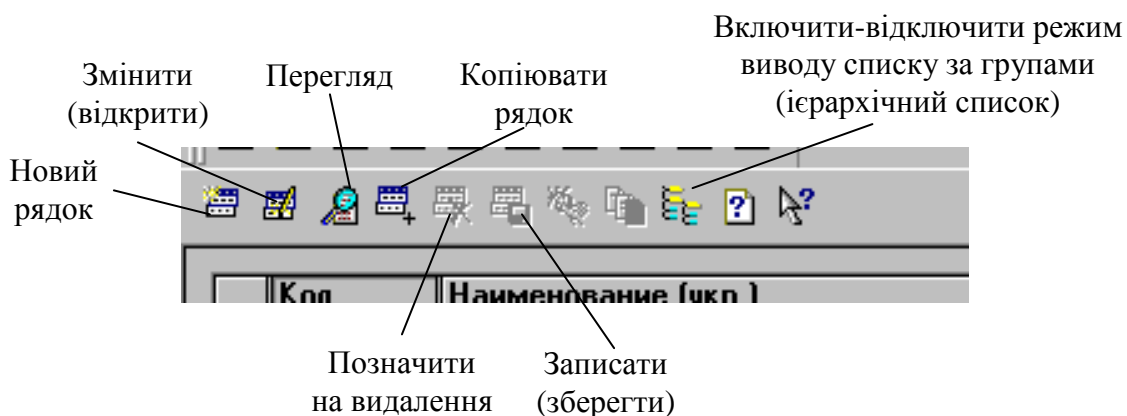 Включити-відключити режим
виводу списку за групами
(ієрархічний список)
Змінити
(відкрити)
Перегляд
Копіювати
рядок
Новий
рядок
Код
Наименование (укр.)
Позначити
на видалення
Записати
(зберегти)